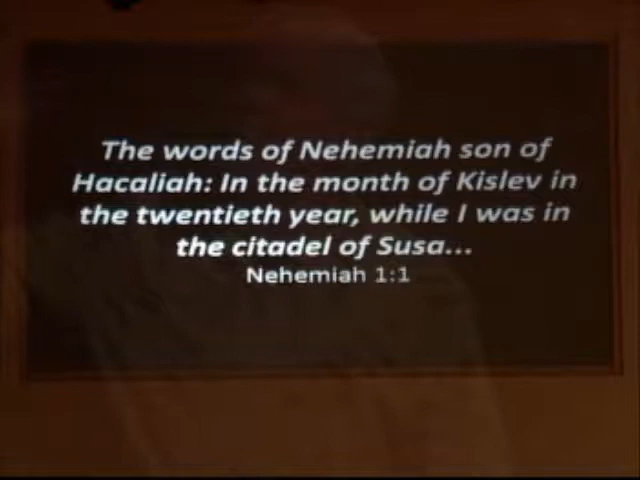 The words of Nehemiah son of
Hacaliah: In the month of Kislev in
the twentieth year, while I was in
the citadel of Susa...
Nehemiah 1:1